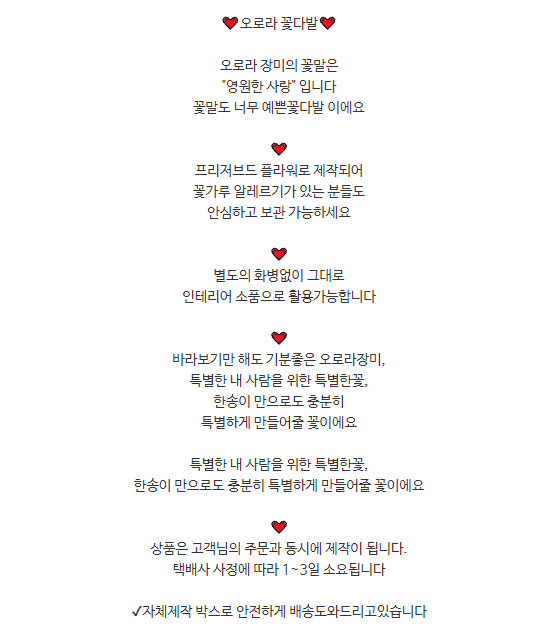 ❤오로라 꽃다발❤
오로라 장미의 꽃말은
"영원한 사랑" 입니다
꽃말도 너무 예쁜꽃다발 이에요
❤
프리저브드 플라워로 제작되어
꽃가루 알레르기가 있는 분들도
안심하고 보관 가능하세요
❤
별도의 화병없이 그대로
인테리어 소품으로 활용가능합니다
❤
바라보기만 해도 기분좋은 오로라장미,
특별한 내 사람을 위한 특별한꽃,
한송이 만으로도 충분히
특별하게 만들어줄 꽃이에요
특별한 내 사람을 위한 특별한꽃,
한송이 만으로도 충분히 특별하게 만들어줄 꽃이에요
❤
상품은 고객님의 주문과 동시에 제작이 됩니다.
택배사 사정에 따라 1~3일 소요됩니다
✓자체제작 박스로 안전하게 배송도와드리고있습니다